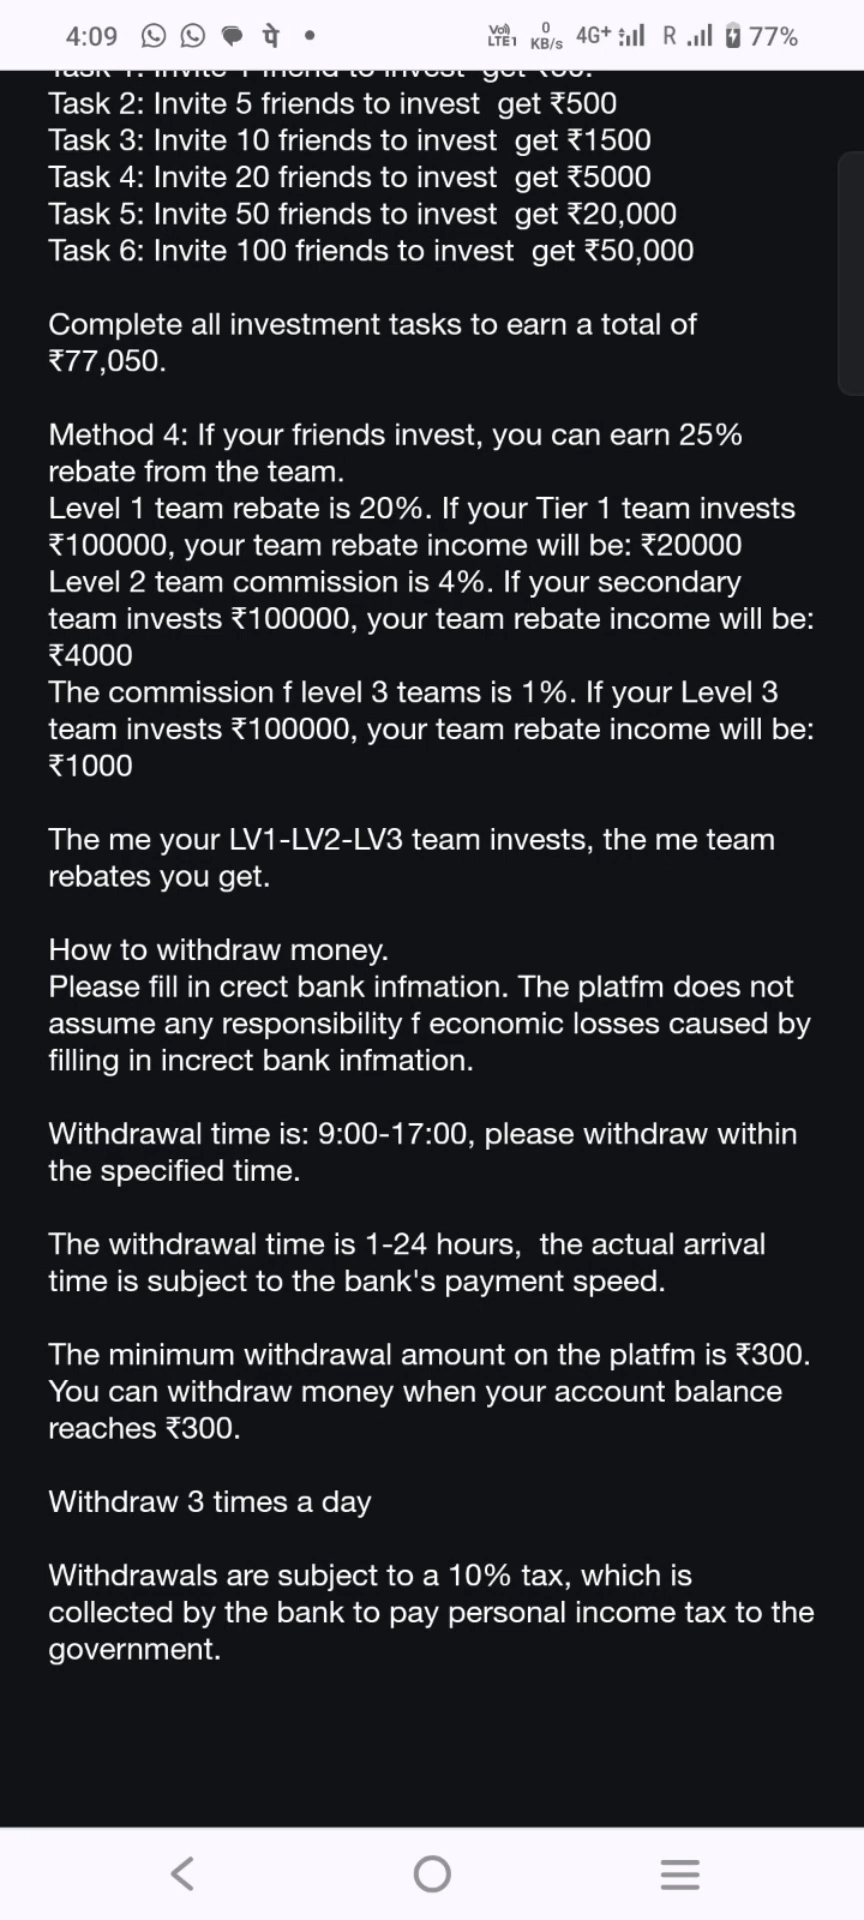 4:09 पे VoLTE1 0 KB/s 4G+ R 77%
Task 1: Invite 1 friend to invest get ₹50.
Task 2: Invite 5 friends to invest  get ₹500
Task 3: Invite 10 friends to invest  get ₹1500
Task 4: Invite 20 friends to invest  get ₹5000
Task 5: Invite 50 friends to invest  get ₹20,000
Task 6: Invite 100 friends to invest  get ₹50,000
Complete all investment tasks to earn a total of
₹77,050.
Method 4: If your friends invest, you can earn 25%
rebate from the team.
Level 1 team rebate is 20%. If your Tier 1 team invests
₹100000, your team rebate income will be: ₹20000
Level 2 team commission is 4%. If your secondary
team invests ₹100000, your team rebate income will be:
₹4000
The commission f level 3 teams is 1%. If your Level 3
team invests ₹100000, your team rebate income will be:
₹1000
The me your LV1-LV2-LV3 team invests, the me team
rebates you get.
How to withdraw money.
Please fill in crect bank infmation. The platfm does not
assume any responsibility f economic losses caused by
filling in increct bank infmation.
Withdrawal time is: 9:00-17:00, please withdraw within
the specified time.
The withdrawal time is 1-24 hours,  the actual arrival
time is subject to the bank's payment speed.
The minimum withdrawal amount on the platfm is ₹300.
You can withdraw money when your account balance
reaches ₹300.
Withdraw 3 times a day
Withdrawals are subject to a 10% tax, which is
collected by the bank to pay personal income tax to the
government.